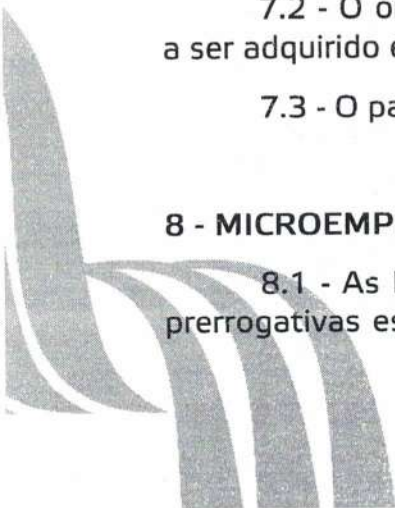 7.2 - O o
a ser adquirido e
7.3 - O pa
8 - MICROEMP
8.1 - As
prerrogativas es